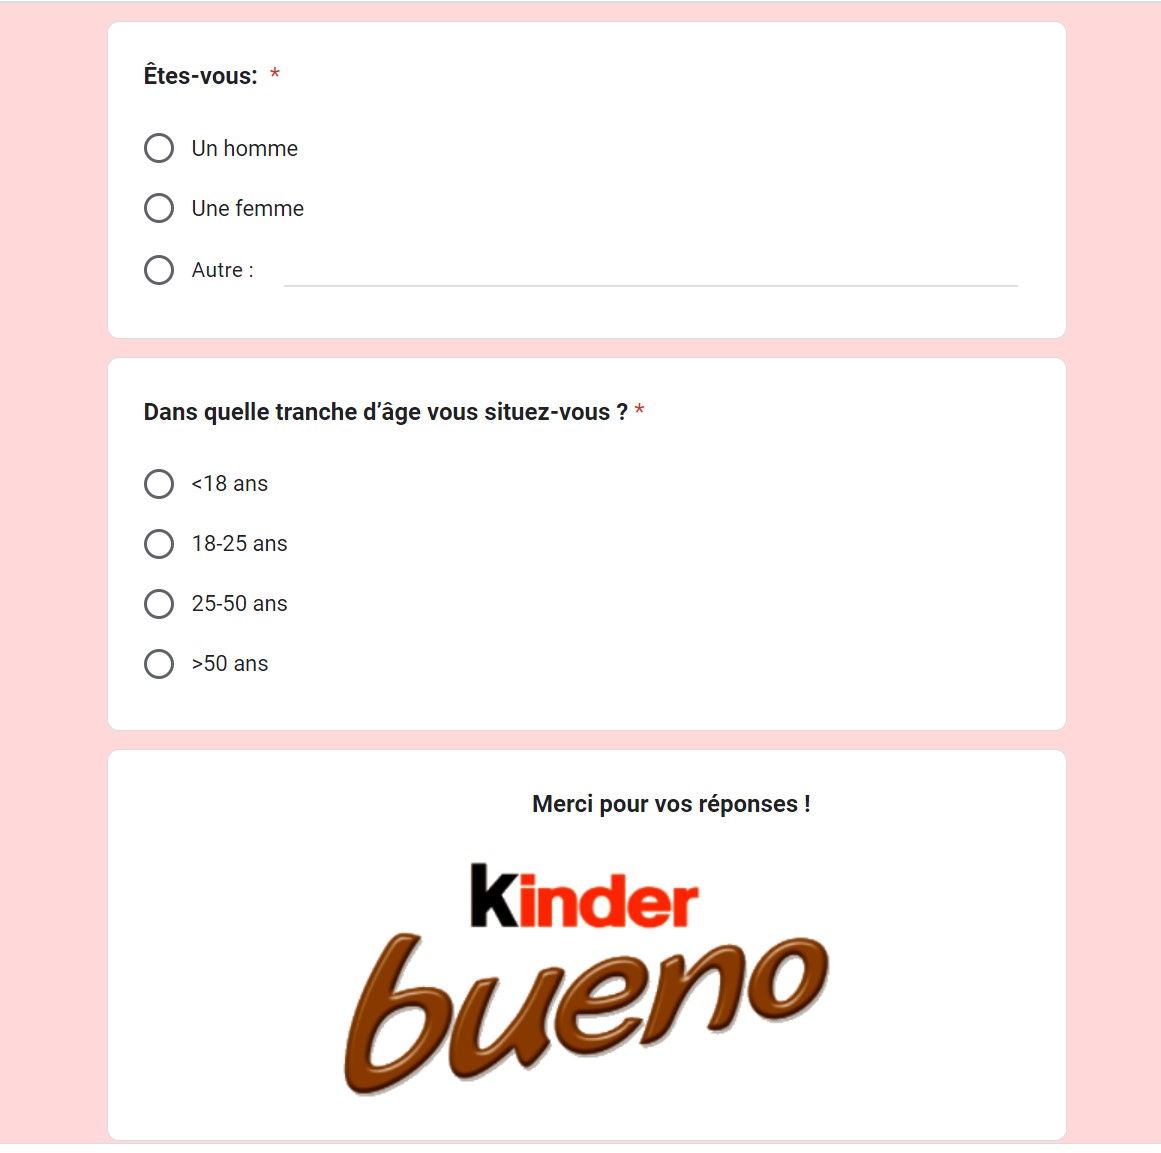 Êtes-vous: *
Un homme
Une femme
Autre :
Dans quelle tranche d’âge vous situez-vous ? *
<18 ans
18-25 ans
25-50 ans
>50 ans
Merci pour vos réponses !
kinder
bueno